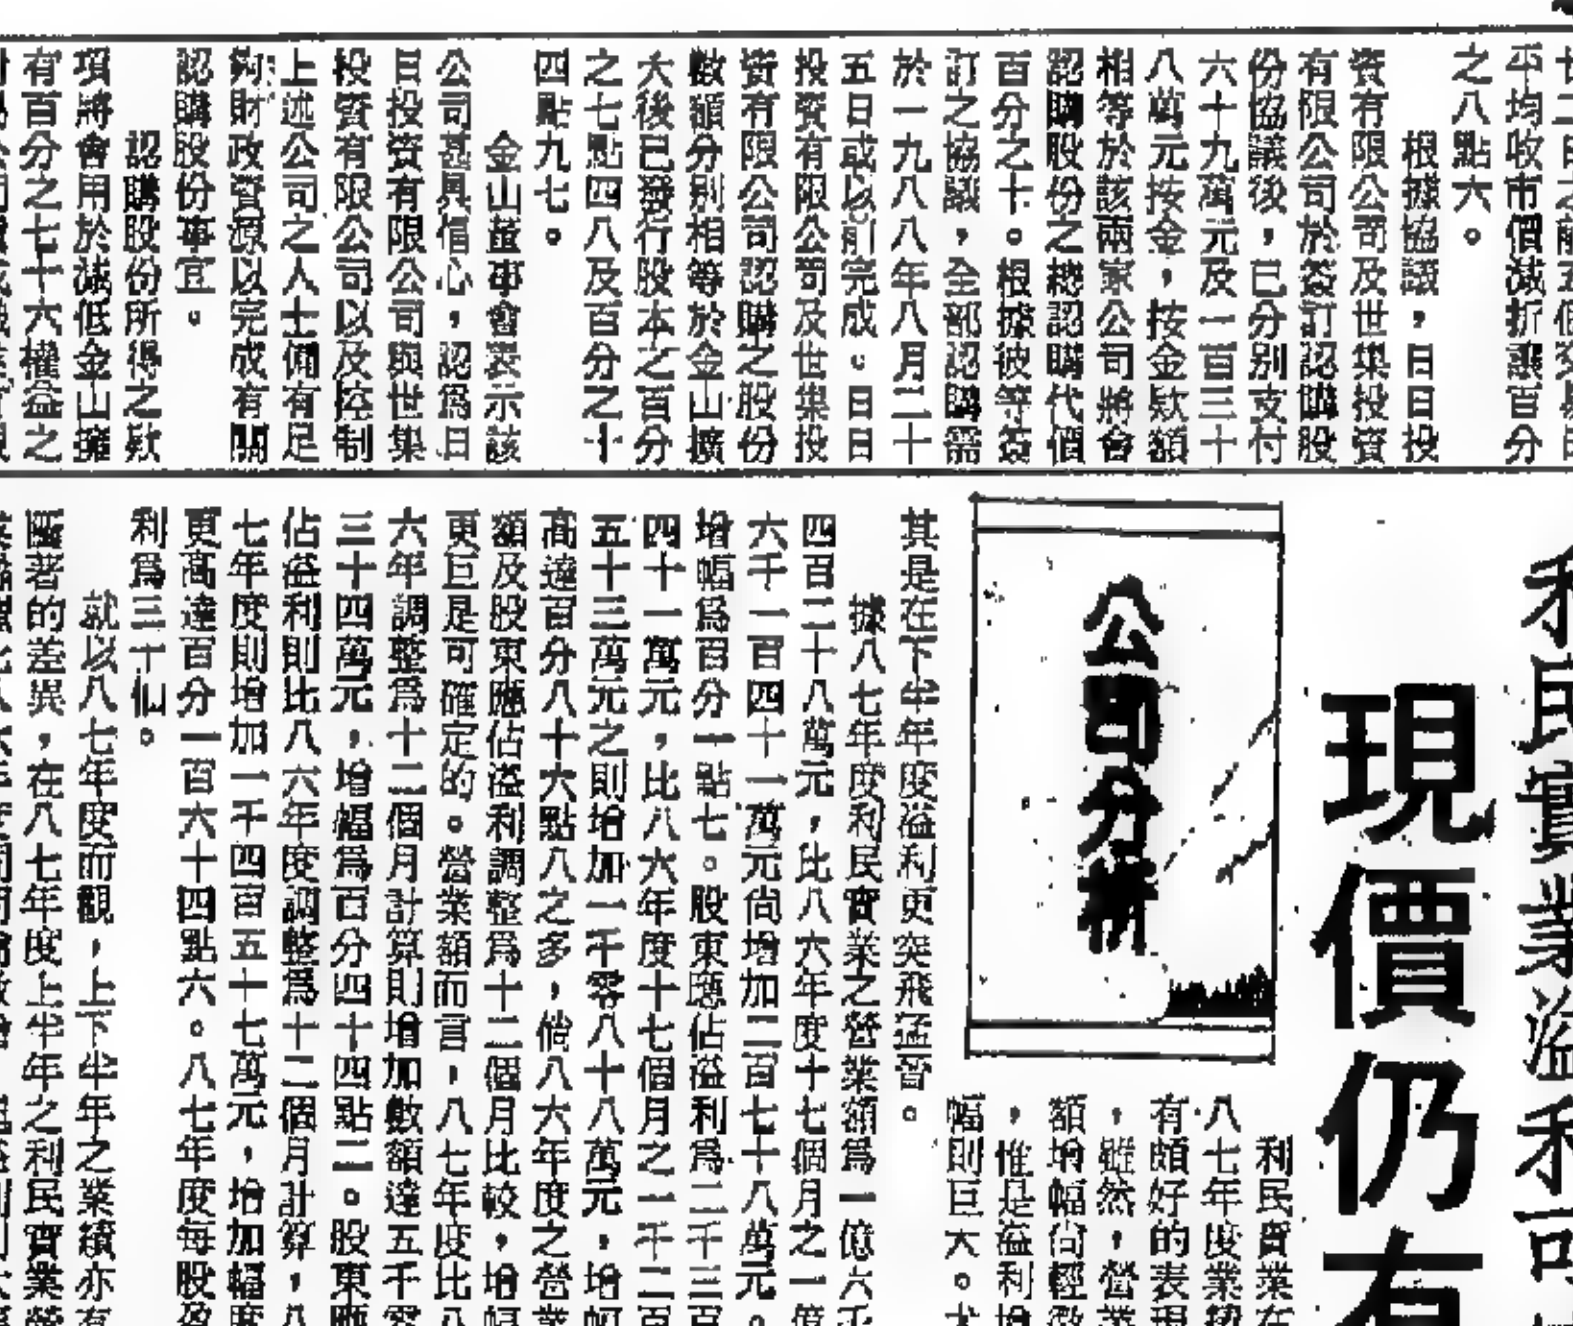 平均收市價減折讓百分
之八點六。
根據協議，日日投
資有限公司及世集投資
有限公司於簽訂認購股
份協議後，已分别支付
六十九萬元及一百三十
八萬元按金，按金欵額
相等於該兩家公司將會
認購股份之總認購代價
百分之十。根據彼等簽
訂之協議，全部認購需
於一九八八年八月二十
五日或以前完成。日日
投資有限公司及世集投
資有限公司認購之股份
數額分别相等於金山擴
大後已發行股本之百分
之七點四八及百分之十
四點九七。
金山董事會表示該
公司甚具信心，認爲日
日投資有限公司與世集
投資有限公司以及控制
上述公司之人士備有足
夠財政資源以完成有關
認購股份事宜。
認購股份所得之欵
項將會用於減低金山擁
有百分之七十六權益之
現價仍有
公司分析
利民實業在
八七年度業
有頗好的表現
，雖然，營業
額增幅尚輕微
，惟是溢利增
幅則巨大。尤
其是在下半年度溢利更突飛猛晉。
據八七年度利民實業之營業額爲一億六千
四百二十八萬元，比八六年度十七個月之一億
六千一百四十一萬元尚增加二百七十八萬元。
增幅爲百分一點七。股東應佔溢利爲二千三百
四十一萬元，比八六年度十七個月之一千二百
五十三萬元之則增加一千零八十八萬元，增幅
高達百分八十六點八之多，倘八六年度之營業
額及股東應佔溢利調整爲十二個月比較，增幅
更巨是可確定的。營業額而言，八七年度比八
六年調整爲十二個月計算則增加數額達五千零
三十四萬元，增幅爲百分四十四點二。股東應
佔溢利則比八六年度調整爲十二個月計算，八
七年度則增加一千四百五十七萬元，增加幅度
更高達百分一百六十四點六。八七年度每股盈
利爲三十仙。
就以八七年度而觀，上下半年之業績亦有
顯著的差異，在八七年度上半年之利民實業營